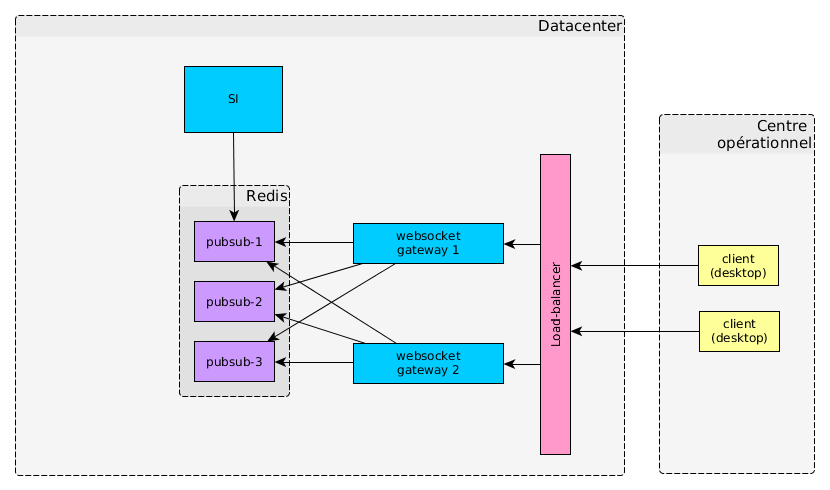 Datacenter
SI
Centre
opérationnel
Redis
pubsub-1
websocket
gateway 1
client
(desktop)
pubsub-2
Load-balancer
client
(desktop)
pubsub-3
websocket
gateway 2